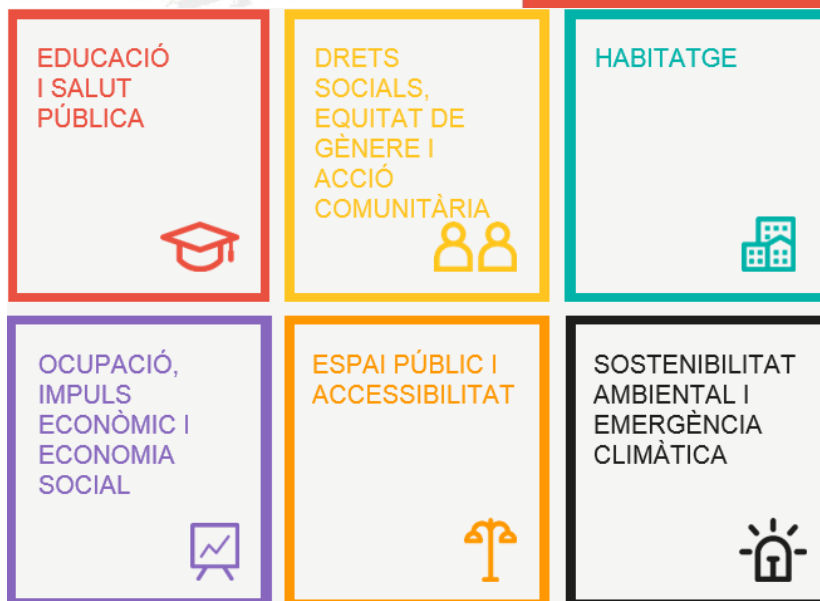 EDUCACIÓ
I SALUT
PÚBLICA
DRETS
SOCIALS,
EQUITAT DE
GÈNERE I
ACCIÓ
COMUNITÀRIA
HABITATGE
OCUPACIÓ,
IMPULS
ECONÒMIC I
ECONOMIA
SOCIAL
ESPAI PÚBLIC I
ACCESSIBILITAT
SOSTENIBILITAT
AMBIENTAL I
EMERGÈNCIA
CLIMÀTICA